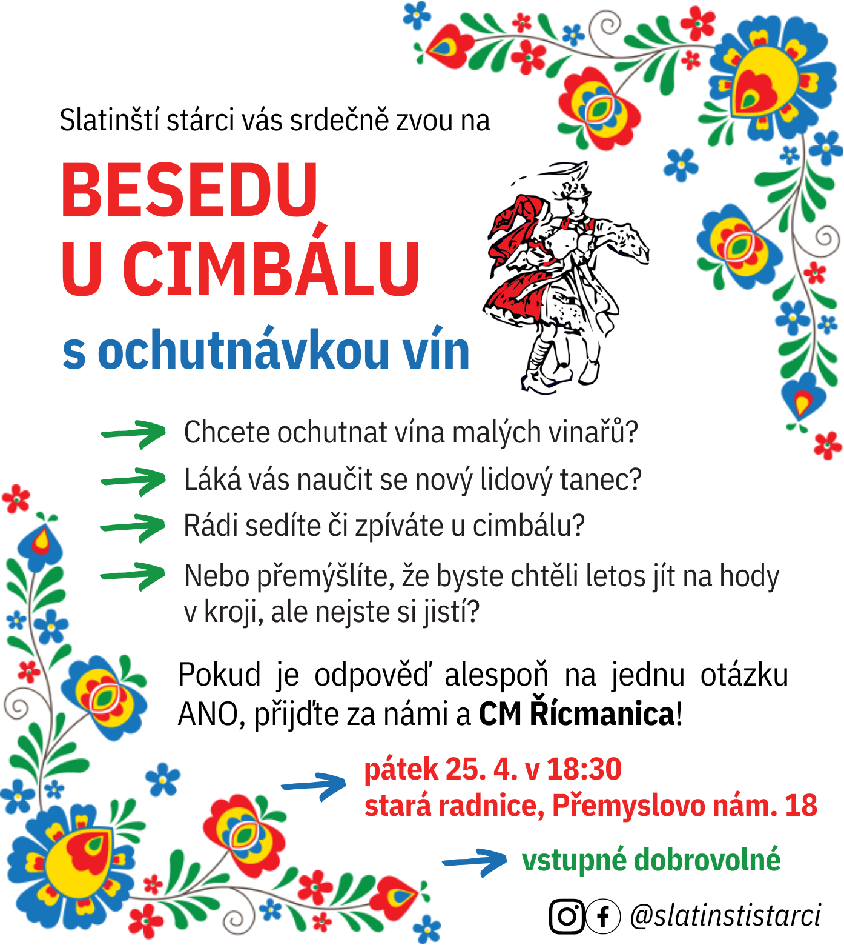 Slatinští stárci vás srdečně zvou na
BESEDU
U CIMBÁLU
s ochutnávkou vín
Chcete ochutnat vína malých vinařů?
Láká vás naučit se nový lidový tanec?
Rádi sedíte či zpíváte u cimbálu?
Nebo přemýšlíte, že byste chtěli letos jít na hody
v kroji, ale nejste si jistí?
Pokud je odpověď alespoň na jednu otázku
ANO, přijďte za námi a CM Řícmanica!
pátek 25. 4. v 18:30
stará radnice, Přemyslovo nám. 18
vstupné dobrovolné
@slatinstistarci